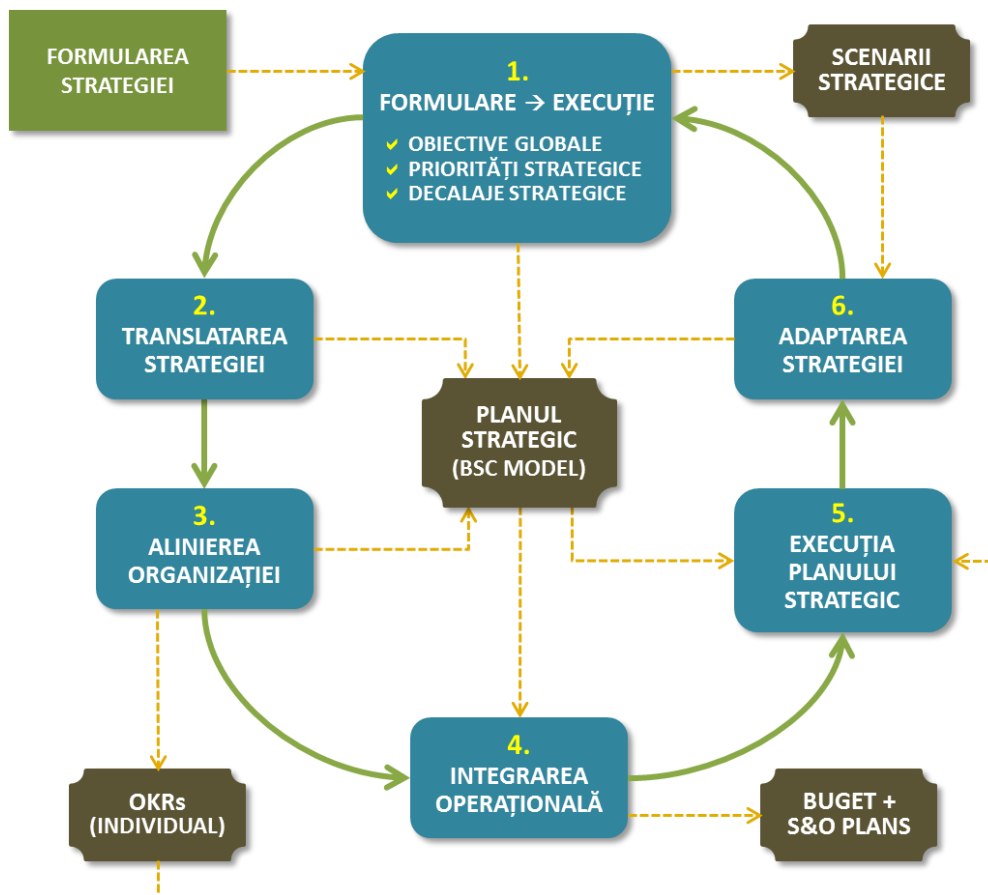 FORMULAREA
STRATEGIEI
1.
FORMULARE → EXECUȚIE
OBIECTIVE GLOBALE
PRIORITĂȚI STRATEGICE
DECALAJE STRATEGICE
SCENARII
STRATEGICE
2.
TRANSLATAREA
STRATEGIEI
6.
ADAPTAREA
STRATEGIEI
PLANUL
STRATEGIC
(BSC MODEL)
3.
ALINIEREA
ORGANIZAȚIEI
5.
EXECUȚIA
PLANULUI
STRATEGIC
4.
INTEGRAREA
OPERAȚIONALĂ
OKRs
(INDIVIDUAL)
BUGET +
S&O PLANS